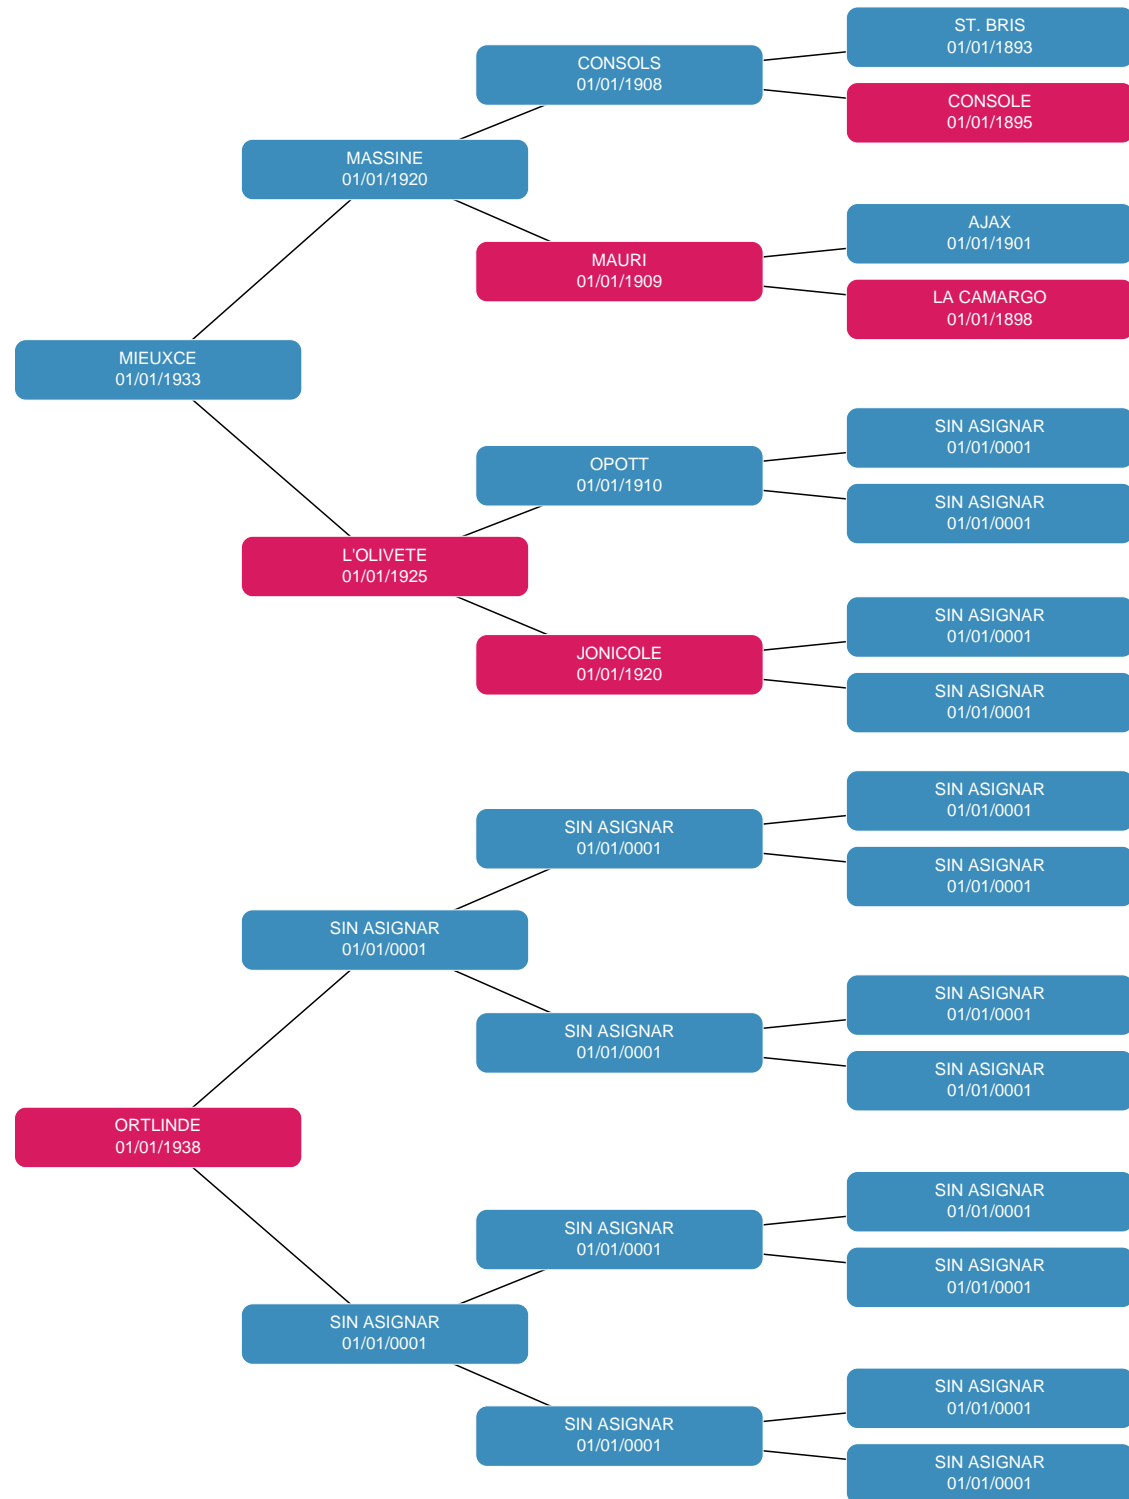 ST. BRIS
01/01/1893
CONSOLS
01/01/1908
CONSOLE
01/01/1895
MASSINE
01/01/1920
AJAX
01/01/1901
MAURI
01/01/1909
LA CAMARGO
01/01/1898
MIEUXCE
01/01/1933
SIN ASIGNAR
01/01/0001
OPOTT
01/01/1910
SIN ASIGNAR
01/01/0001
L'OLIVETE
01/01/1925
SIN ASIGNAR
01/01/0001
JONICOLE
01/01/1920
SIN ASIGNAR
01/01/0001
SIN ASIGNAR
01/01/0001
SIN ASIGNAR
01/01/0001
SIN ASIGNAR
01/01/0001
SIN ASIGNAR
01/01/0001
SIN ASIGNAR
01/01/0001
SIN ASIGNAR
01/01/0001
SIN ASIGNAR
01/01/0001
ORTLINDE
01/01/1938
SIN ASIGNAR
01/01/0001
SIN ASIGNAR
01/01/0001
SIN ASIGNAR
01/01/0001
SIN ASIGNAR
01/01/0001
SIN ASIGNAR
01/01/0001
SIN ASIGNAR
01/01/0001
SIN ASIGNAR
01/01/0001